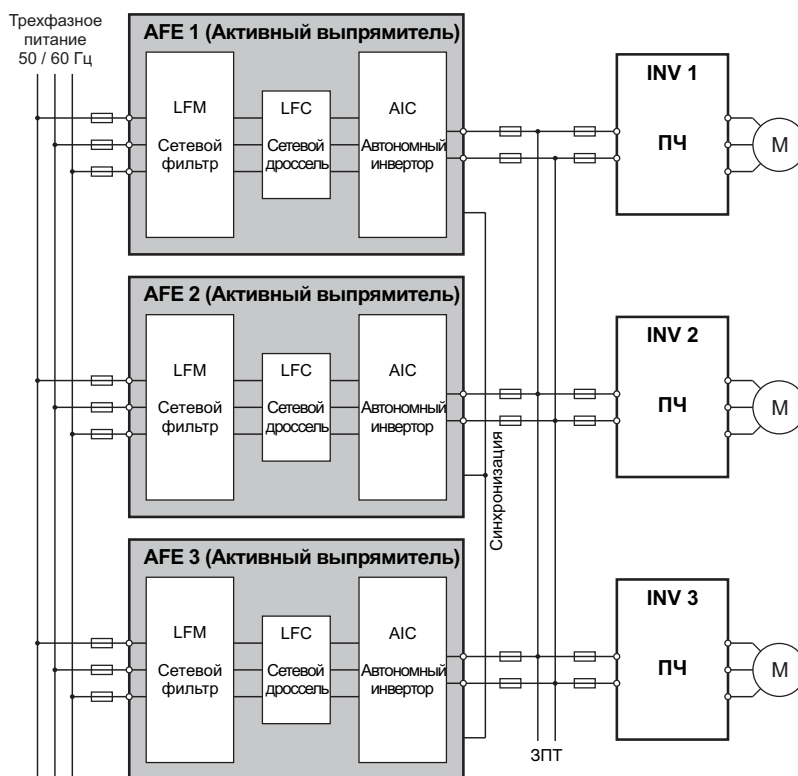 Трехфазное
питание
50 / 60 Гц
AFE 1 (Активный выпрямитель)
LFM
Сетевой
фильтр
LFC
Сетевой
дроссель
AIC
Автономный
инвертор
INV 1
ПЧ
M
AFE 2 (Активный выпрямитель)
LFM
Сетевой
фильтр
LFC
Сетевой
дроссель
AIC
Автономный
инвертор
Синхронизация
INV 2
ПЧ
M
AFE 3 (Активный выпрямитель)
LFM
Сетевой
фильтр
LFC
Сетевой
дроссель
AIC
Автономный
инвертор
ЗПТ
INV 3
ПЧ
M